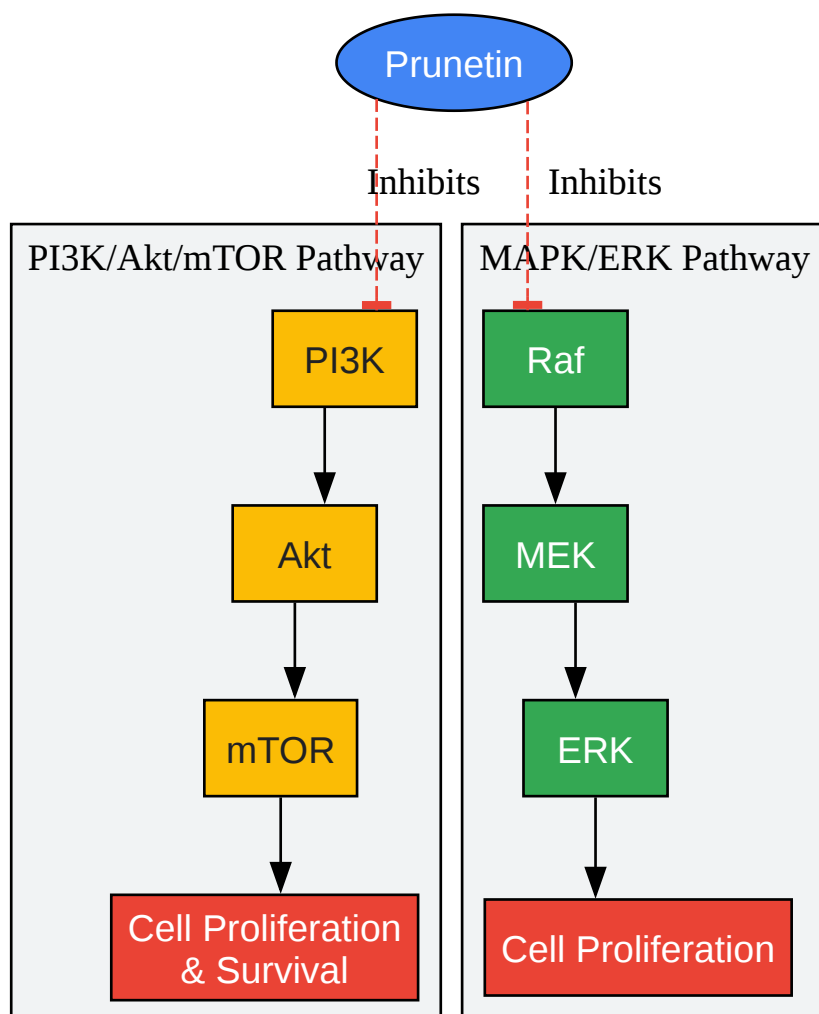 Prunetin
Inhibits
Inhibits
PI3K/Akt/mTOR Pathway
PI3K
Akt
mTOR
Cell Proliferation
& Survival
MAPK/ERK Pathway
Raf
MEK
ERK
Cell Proliferation